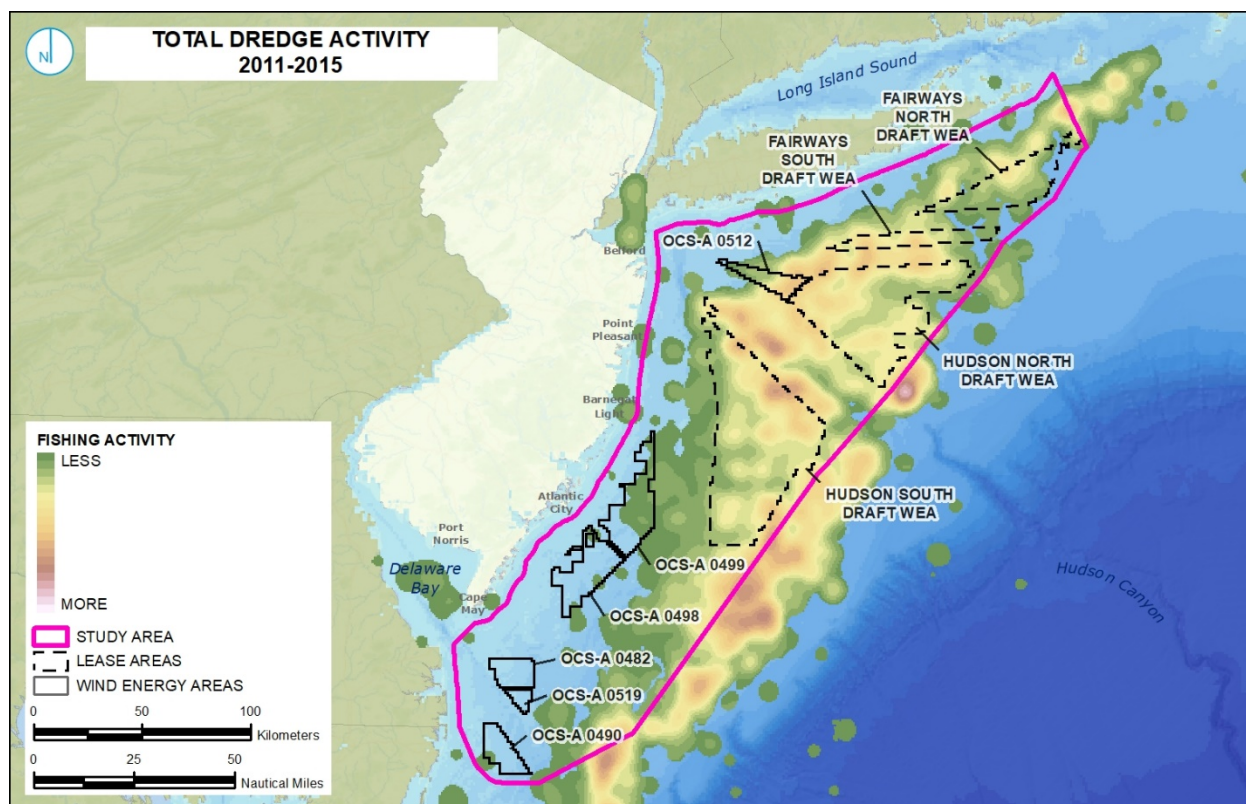 N
TOTAL DREDGE ACTIVITY
2011-2015
Long Island Sound
FAIRWAYS
NORTH
DRAFT WEA
FAIRWAYS
SOUTH
DRAFT WEA
OCS-A 0512
Belford
Point
Pleasant
HUDSON NORTH
DRAFT WEA
Barnegat
Light
HUDSON SOUTH
DRAFT WEA
Atlantic
City
Port
Norris
OCS-A 0499
Delaware
Bay
Cape
May
Hudson Canyon
OCS-A 0498
OCS-A 0482
OCS-A 0519
OCS-A 0490
FISHING ACTIVITY
LESS
MORE
STUDY AREA
LEASE AREAS
WIND ENERGY AREAS
0 50 100
Kilometers
0 25 50
Nautical Miles